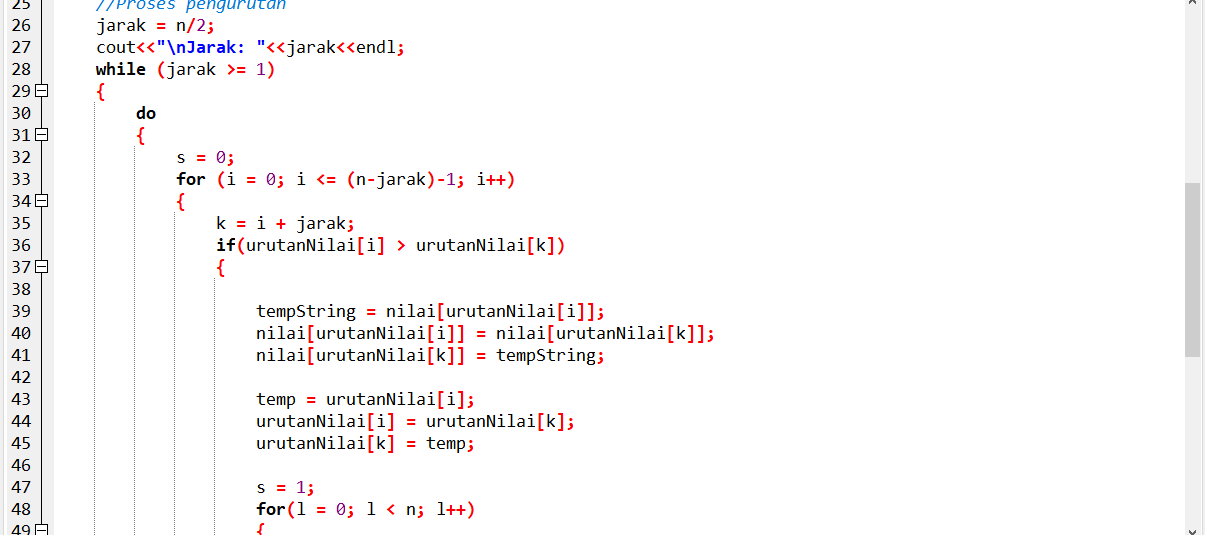 25 //Proses pengurutan
26 jarak = n/2;
27 cout<<"\nJarak: "<<jarak<<endl;
28 while (jarak >= 1)
29 {
30 do
31 {
32 s = 0;
33 for (i = 0; i <= (n-jarak)-1; i++)
34 {
35 k = i + jarak;
36 if(urutanNilai[i] > urutanNilai[k])
37 {
38
39 tempString = nilai[urutanNilai[i]];
40 nilai[urutanNilai[i]] = nilai[urutanNilai[k]];
41 nilai[urutanNilai[k]] = tempString;
42
43 temp = urutanNilai[i];
44 urutanNilai[i] = urutanNilai[k];
45 urutanNilai[k] = temp;
46
47 s = 1;
48 for(l = 0; l < n; l++)
49 {